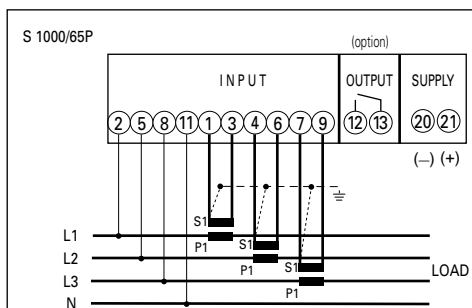 S 1000/65P
(option)
INPUT OUTPUT SUPPLY
2 5 8 11 1 3 4 6 7 9 12 13 20 21
(—) (+)
S1
L1
P1 S1
L2
P1 S1
L3 LOAD
P1
N